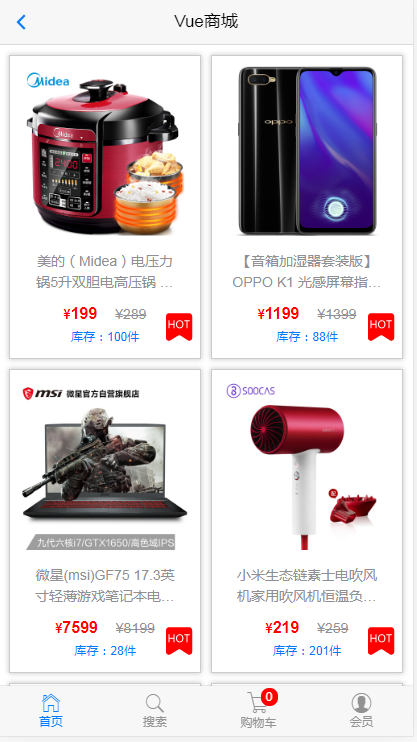 Vue商城
Midea
Midea
美的（Midea）电压力
锅5升双胆电高压锅 ...
¥199 ¥289
库存：100件
HOT
oppo
【音箱加湿器套装版】
OPPO K1 光感屏幕指...
¥1199 ¥1399
库存：88件
HOT
msi 微星官方自营旗舰店
九代六核i7/GTX1650/高色域IPS
微星(msi)GF75 17.3英
寸轻薄游戏笔记本电...
¥7599 ¥8199
库存：28件
HOT
SOOCAS
配
小米生态链素士电吹风
机家用吹风机恒温负...
¥219 ¥259
库存：201件
HOT
首页
搜索
0
购物车
会员